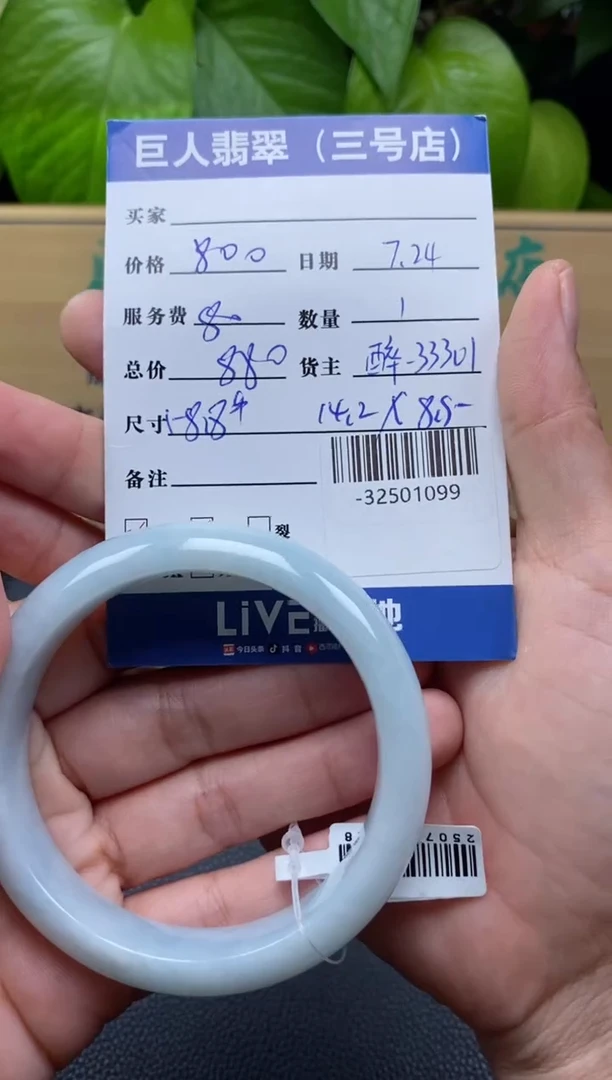 巨人翡翠（三号店）
买家
价格 800 日期 7.24
服务费 80 数量 1
总价 880 货主 醉-33301
尺寸 14.2 X 8.5
备注
-32501099
裂
LiVE
今日头条 抖音
2507
8